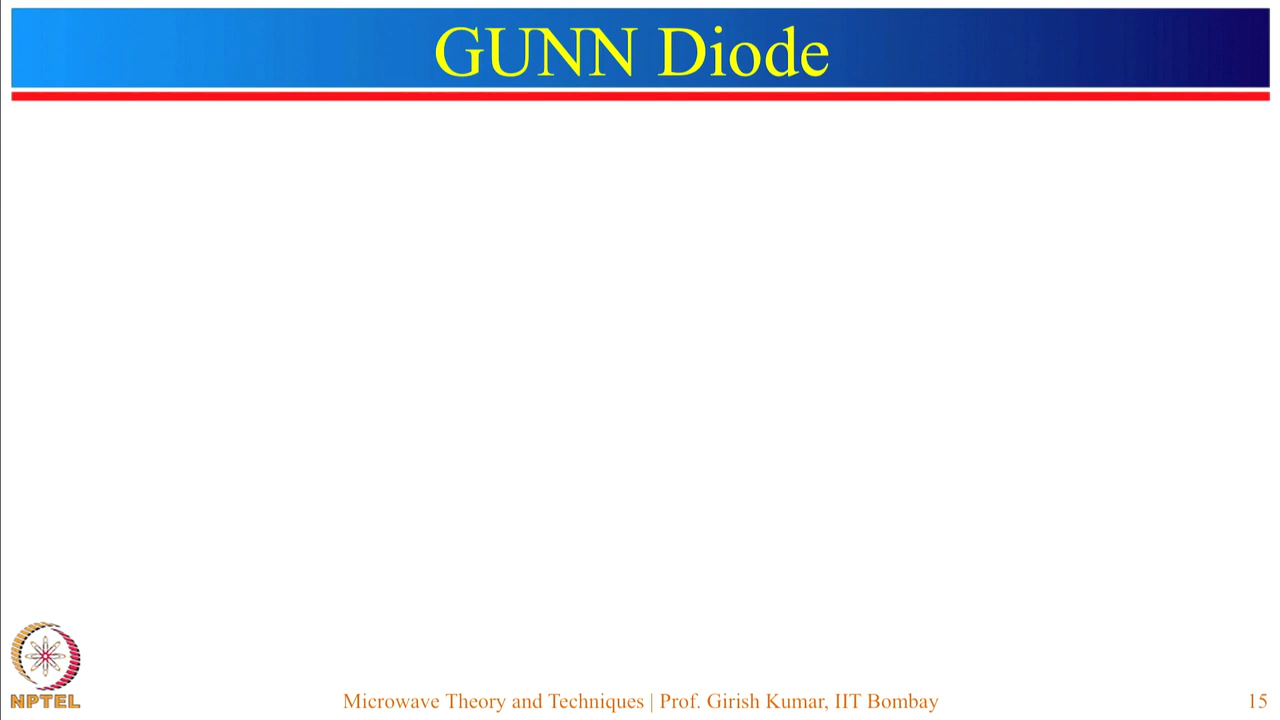 GUNN Diode
NPTEL
Microwave Theory and Techniques | Prof. Girish Kumar, IIT Bombay
15